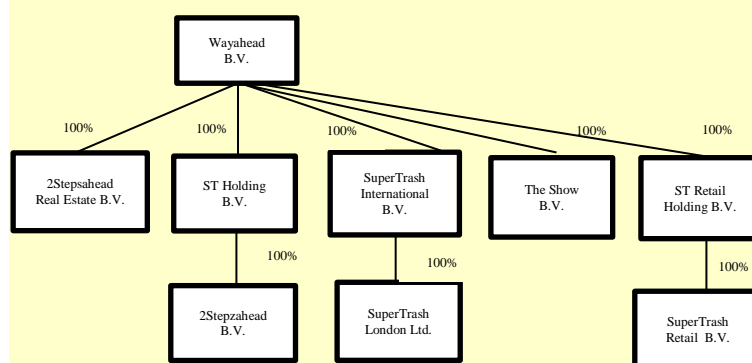 Wayahead
B.V.
100%
100%
100%
100%
100%
2Stepsahead
Real Estate B.V.
ST Holding
B.V.
SuperTrash
International
B.V.
The Show
B.V.
ST Retail
Holding B.V.
100%
100%
100%
2Stepzahead
B.V.
SuperTrash
London Ltd.
SuperTrash
Retail B.V.